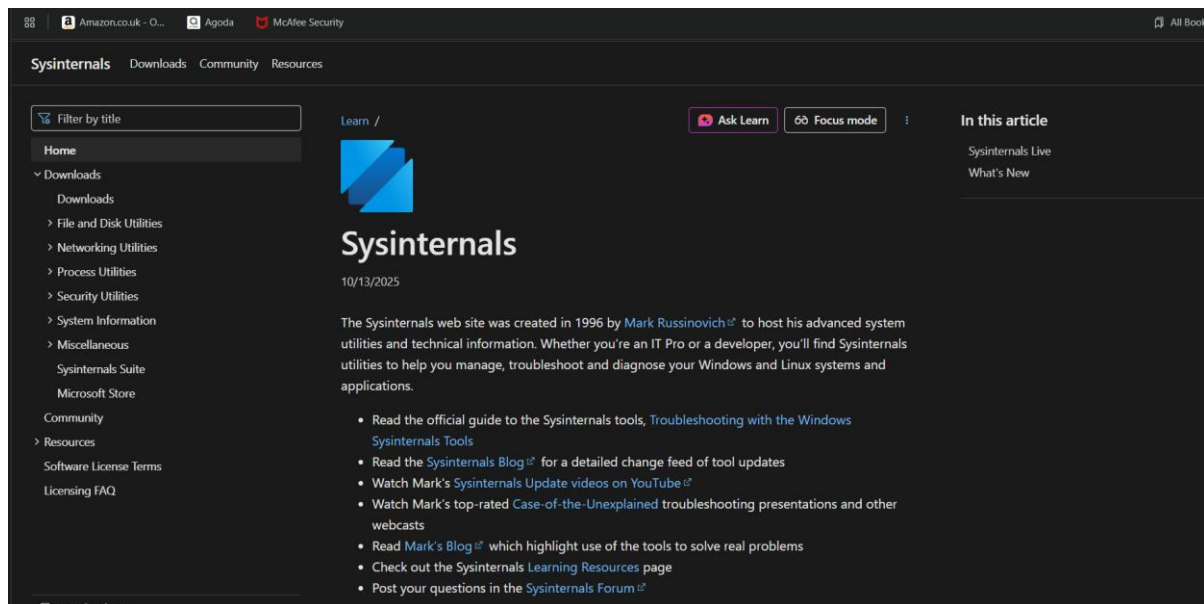 Amazon.co.uk - O...
Agoda
McAfee Security
All Book
Sysinternals
Downloads
Community
Resources
Filter by title
Home
Downloads
Downloads
File and Disk Utilities
Networking Utilities
Process Utilities
Security Utilities
System Information
Miscellaneous
Sysinternals Suite
Microsoft Store
Community
Resources
Software License Terms
Licensing FAQ
Learn /
Ask Learn
Focus mode
Sysinternals
10/13/2025
The Sysinternals web site was created in 1996 by Mark Russinovich to host his advanced system
utilities and technical information. Whether you're an IT Pro or a developer, you'll find Sysinternals
utilities to help you manage, troubleshoot and diagnose your Windows and Linux systems and
applications.
• Read the official guide to the Sysinternals tools, Troubleshooting with the Windows
Sysinternals Tools
• Read the Sysinternals Blog for a detailed change feed of tool updates
• Watch Mark's Sysinternals Update videos on YouTube
• Watch Mark's top-rated Case-of-the-Unexplained troubleshooting presentations and other
webcasts
• Read Mark's Blog which highlight use of the tools to solve real problems
• Check out the Sysinternals Learning Resources page
• Post your questions in the Sysinternals Forum
In this article
Sysinternals Live
What's New